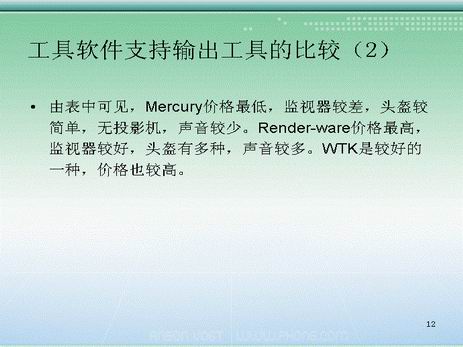 工具软件支持输出工具的比较（2）
• 由表中可见，Mercury价格最低，监视器较差，头盔较
简单，无投影机，声音较少。Render-ware价格最高，
监视器较好，头盔有多种，声音较多。WTK是较好的
一种，价格也较高。
12